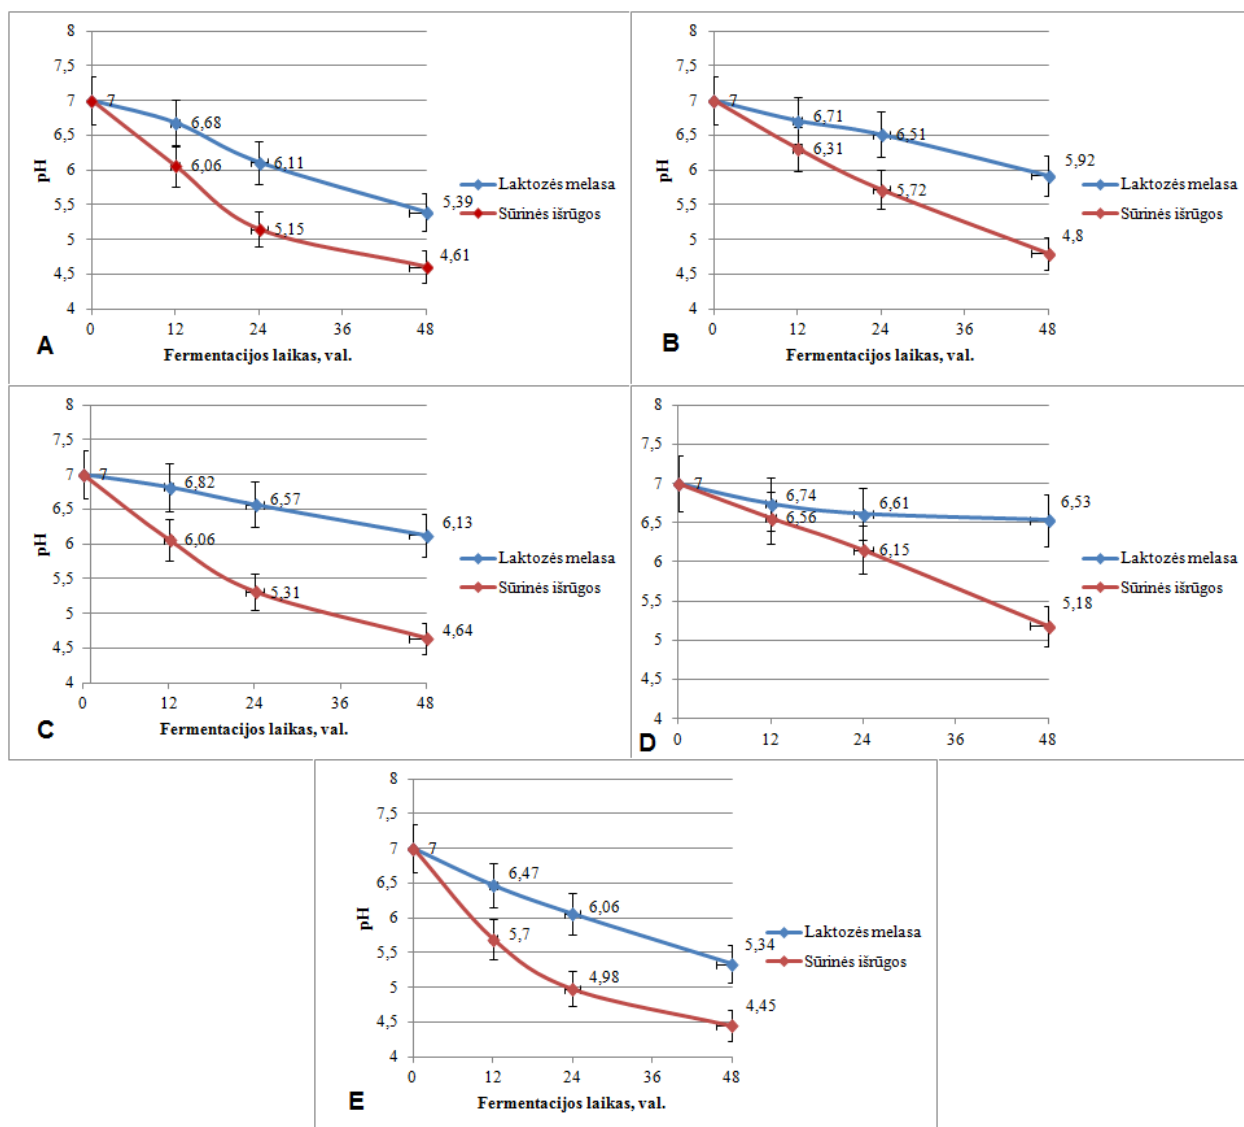 8
7,5
7
6,5
6
5,5
5
4,5
4
pH
7
6,68
6,11
5,39
6,06
5,15
4,61
Laktozės melasa
Sūrinės išrūgos
0 12 24 36 48
Fermentacijos laikas, val.
A
8
7,5
7
6,5
6
5,5
5
4,5
4
pH
7
6,71
6,51
5,92
6,31
5,72
4,8
Laktozės melasa
Sūrinės išrūgos
0 12 24 36 48
Fermentacijos laikas, val.
B
8
7,5
7
6,5
6
5,5
5
4,5
4
pH
7
6,82
6,57
6,13
6,06
5,31
4,64
Laktozės melasa
Sūrinės išrūgos
0 12 24 36 48
Fermentacijos laikas, val.
C
8
7,5
7
6,5
6
5,5
5
4,5
4
pH
7
6,74
6,61
6,53
6,56
6,15
5,18
Laktozės melasa
Sūrinės išrūgos
0 12 24 36 48
D
8
7,5
7
6,5
6
5,5
5
4,5
4
pH
7
6,47
6,06
5,34
5,7
4,98
4,45
Laktozės melasa
Sūrinės išrūgos
0 12 24 36 48
Fermentacijos laikas, val.
E